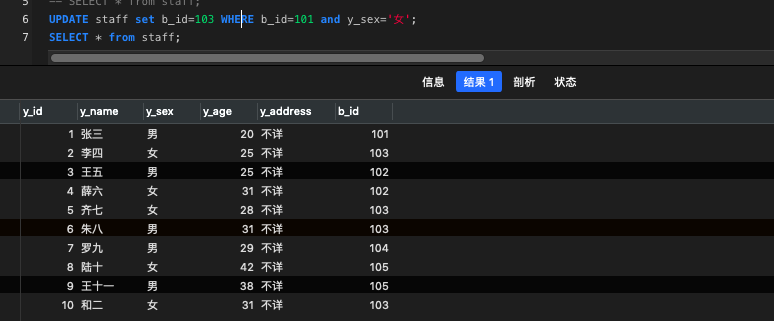 5 -- SELECT * from staff;
6 UPDATE staff set b_id=103 WHERE b_id=101 and y_sex='女';
7 SELECT * from staff;
信息 结果 1 剖析 状态
y_id y_name y_sex y_age y_address b_id
1 张三 男 20 不详 101
2 李四 女 25 不详 103
3 王五 男 25 不详 102
4 薛六 女 31 不详 102
5 齐七 女 28 不详 103
6 朱八 男 31 不详 103
7 罗九 男 29 不详 104
8 陆十 女 42 不详 105
9 王十一 男 38 不详 105
10 和二 女 31 不详 103